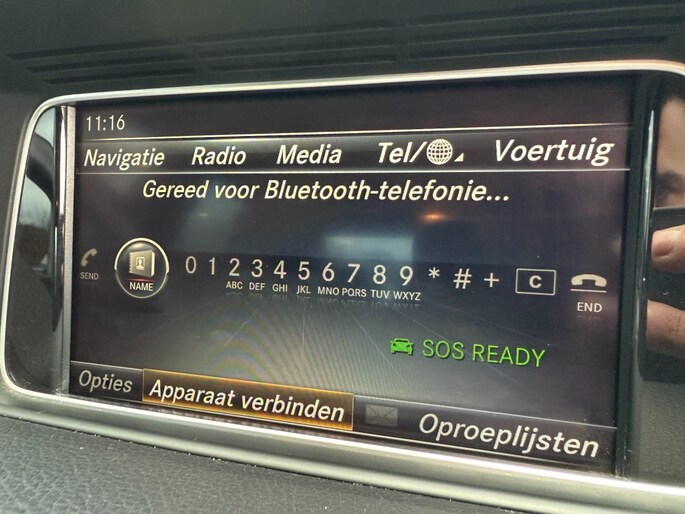 11:16
Navigatie Radio Media Tel/ Voertuig
Gereed voor Bluetooth-telefonie...
0 1 2 3 4 5 6 7 8 9 * # + C
SEND NAME ABC DEF GHI JKL MNO PQRS TUV WXYZ END
SOS READY
Opties Apparaat verbinden Oproeplijsten